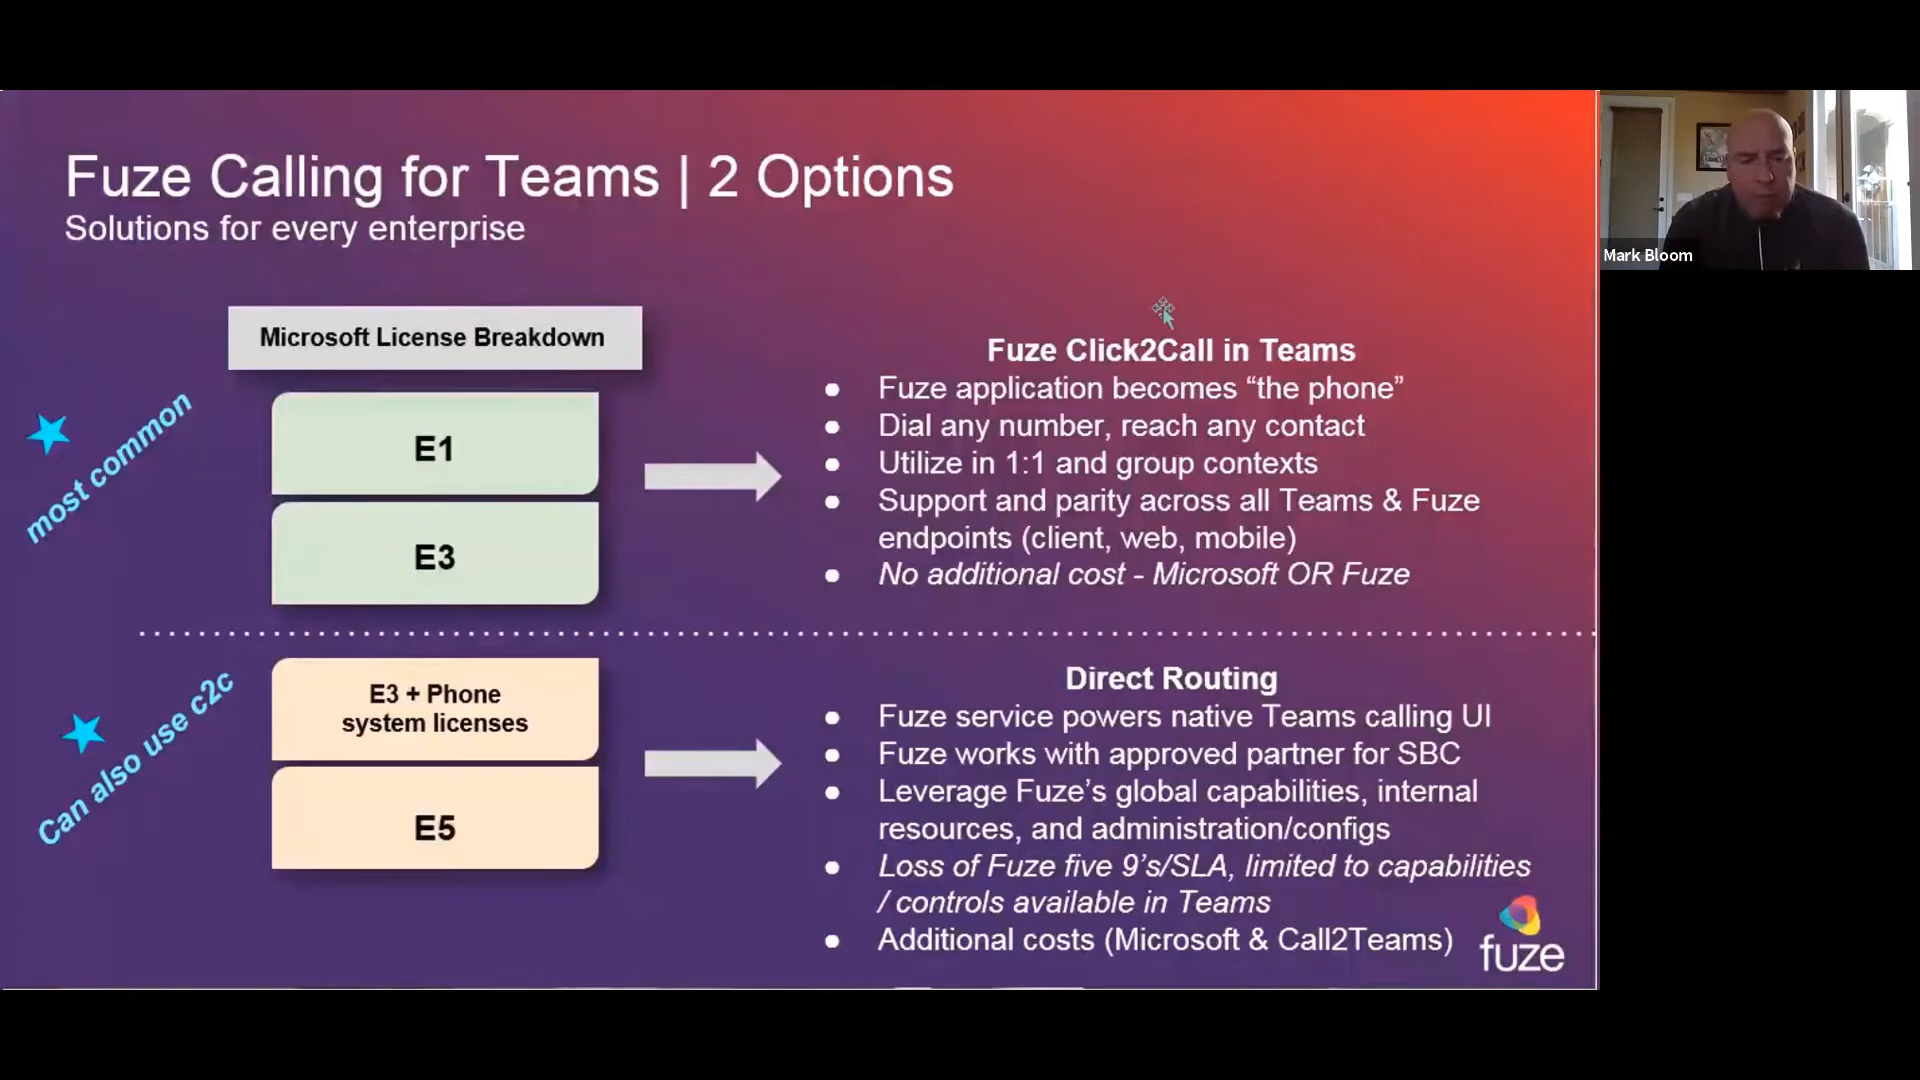 Fuze Calling for Teams | 2 Options
Solutions for every enterprise
Mark Bloom
Microsoft License Breakdown
most common
E1
E3
Fuze Click2Call in Teams
● Fuze application becomes “the phone”
● Dial any number, reach any contact
● Utilize in 1:1 and group contexts
● Support and parity across all Teams & Fuze
endpoints (client, web, mobile)
● No additional cost - Microsoft OR Fuze
Can also use c2c
E3 + Phone
system licenses
E5
Direct Routing
● Fuze service powers native Teams calling UI
● Fuze works with approved partner for SBC
● Leverage Fuze’s global capabilities, internal
resources, and administration/configs
● Loss of Fuze five 9’s/SLA, limited to capabilities
/ controls available in Teams
● Additional costs (Microsoft & Call2Teams)
fuze